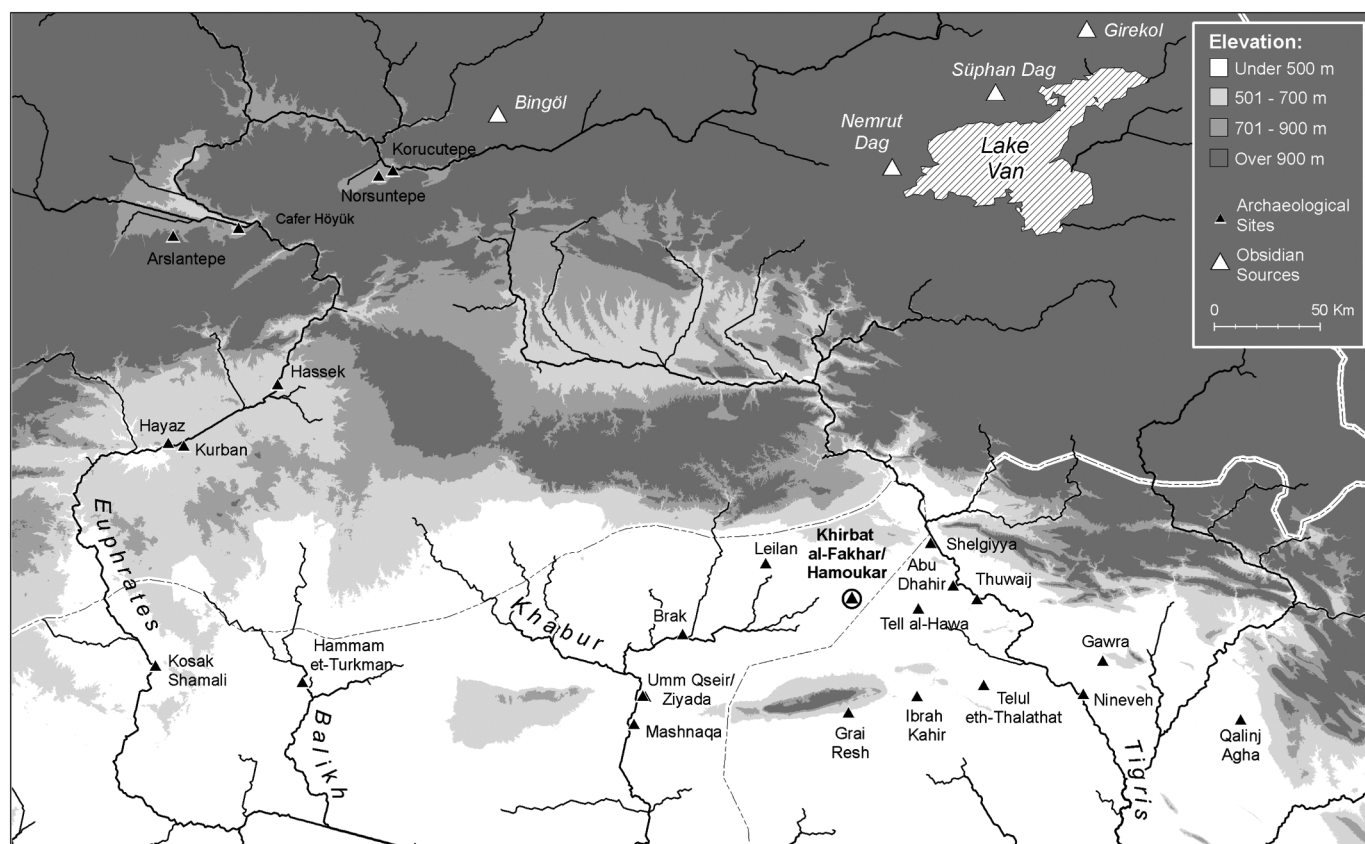 Girekol
Süphan Dag
Bingöl
Nemrut
Dag
Lake
Van
Elevation:
Under 500 m
501 - 700 m
701 - 900 m
Over 900 m
Archaeological
Sites
Obsidian
Sources
0 50 Km
Korucutepe
Norsuntepe
Cafer Höyük
Arslantepe
Hassek
Hayaz
Kurban
Euphrates
Khirbat
al-Fakhar/
Hamoukar
Leilan
Shelgiyya
Abu
Dhahir
Thuwaij
Tell al-Hawa
Khabur
Brak
Gawra
Kosak
Shamali
Hammam
et-Turkman
Balikh
Umm Qseir/
Ziyada
Mashnaqa
Grai
Resh
Ibrah
Kahir
Telul
eth-Thalathat
Nineveh
Tigris
Qalinj
Agha